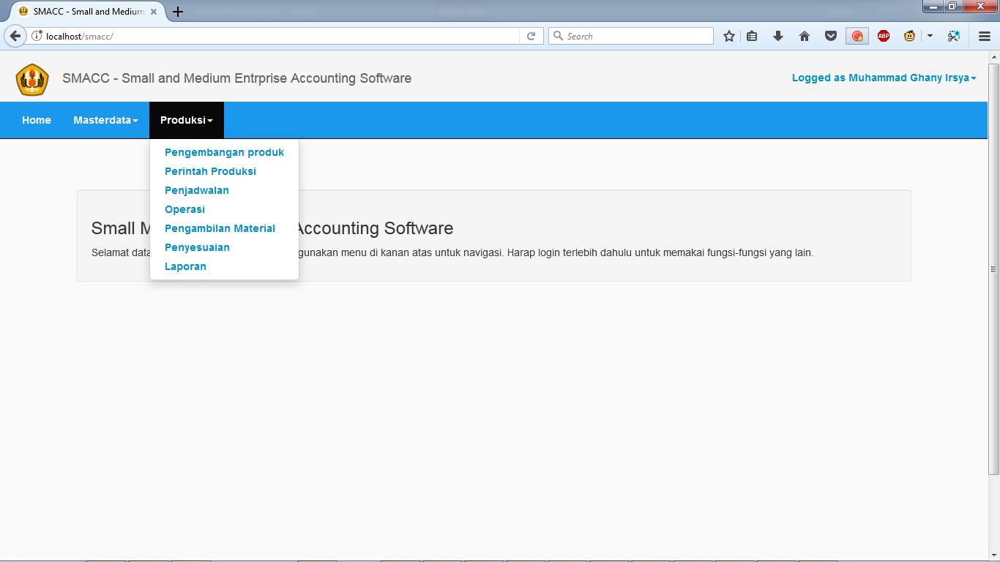 SMACC - Small and Medium
localhost/smacc/
Search
ABP
SMACC - Small and Medium Entrprise Accounting Software
Logged as Muhammad Ghany Irsya
Home
Masterdata
Produksi
Pengembangan produk
Perintah Produksi
Penjadwalan
Operasi
Pengambilan Material
Penyesuaian
Laporan
Small M Accounting Software
Selamat data gunakan menu di kanan atas untuk navigasi. Harap login terlebih dahulu untuk memakai fungsi-fungsi yang lain.